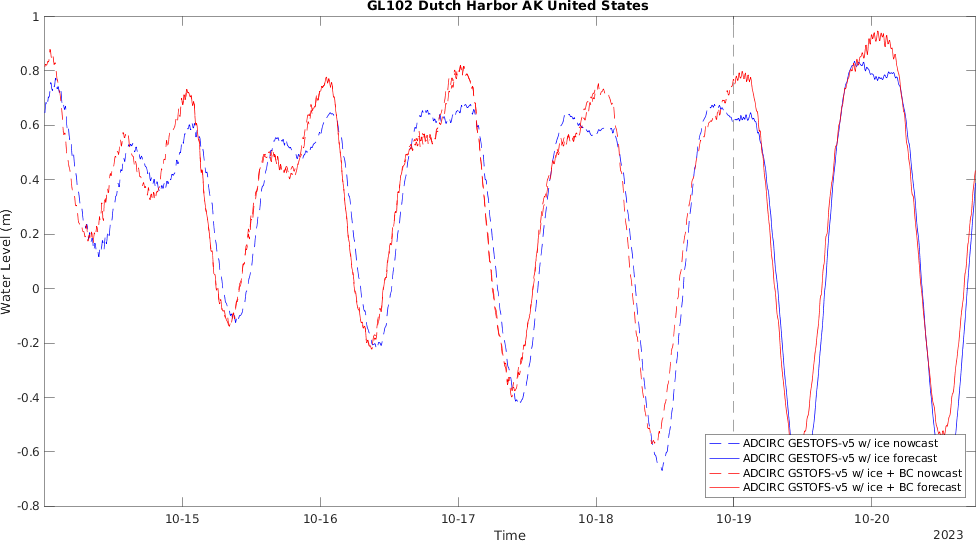 GL102 Dutch Harbor AK United States
1
0.8
0.6
0.4
0.2
0
-0.2
-0.4
-0.6
-0.8
Water Level (m)
10-15
10-16
10-17
10-18
10-19
10-20
Time
2023
ADCIRC GESTOFS-v5 w/ ice nowcast
ADCIRC GESTOFS-v5 w/ ice forecast
ADCIRC GSTOFS-v5 w/ ice + BC nowcast
ADCIRC GSTOFS-v5 w/ ice + BC forecast